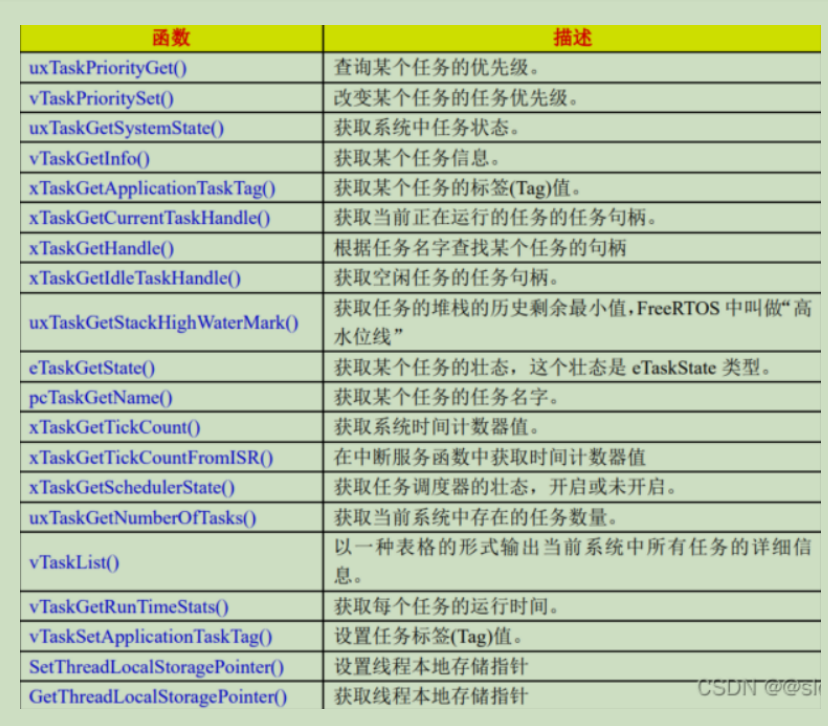 函数 描述
uxTaskPriorityGet() 查询某个任务的优先级。
vTaskPrioritySet() 改变某个任务的任务优先级。
uxTaskGetSystemState() 获取系统中任务状态。
vTaskGetInfo() 获取某个任务信息。
xTaskGetApplicationTaskTag() 获取某个任务的标签(Tag)值。
xTaskGetCurrentTaskHandle() 获取当前正在运行的任务的任务句柄。
xTaskGetHandle() 根据任务名字查找某个任务的句柄
xTaskGetIdleTaskHandle() 获取空闲任务的任务句柄。
uxTaskGetStackHighWaterMark() 获取任务的堆栈的历史剩余最小值,FreeRTOS 中叫做“高
水位线”
eTaskGetState() 获取某个任务的壮态，这个壮态是 eTaskState 类型。
pcTaskGetName() 获取某个任务的任务名字。
xTaskGetTickCount() 获取系统时间计数器值。
xTaskGetTickCountFromISR() 在中断服务函数中获取时间计数器值
xTaskGetSchedulerState() 获取任务调度器的壮态，开启或未开启。
uxTaskGetNumberOfTasks() 获取当前系统中存在的任务数量。
vTaskList() 以一种表格的形式输出当前系统中所有任务的详细信
息。
vTaskGetRunTimeStats() 获取每个任务的运行时间。
vTaskSetApplicationTaskTag() 设置任务标签(Tag)值。
SetThreadLocalStoragePointer() 设置线程本地存储指针
GetThreadLocalStoragePointer() 获取线程本地存储指针
CSDN